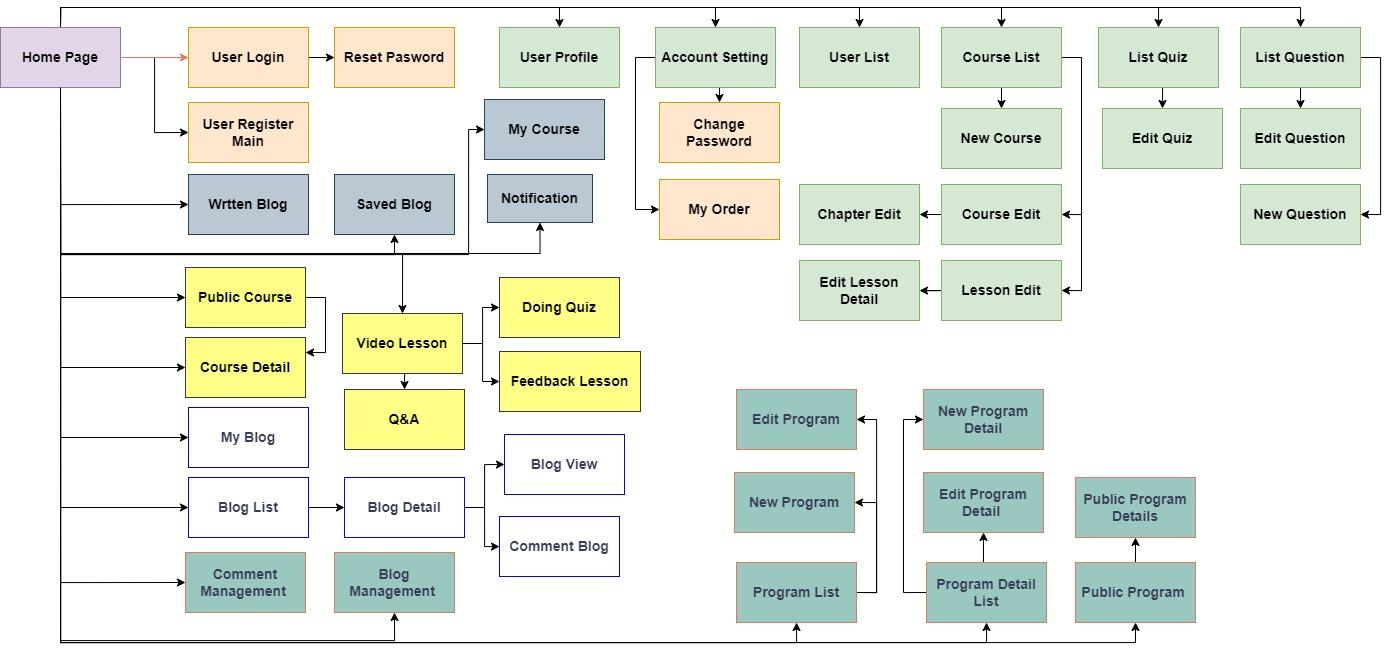 Home Page
User Login
Reset Pasword
User Profile
Account Setting
User List
Course List
List Quiz
List Question
User Register
Main
My Course
Change
Password
New Course
Edit Quiz
Edit Question
Wrtten Blog
Saved Blog
Notification
My Order
Chapter Edit
Course Edit
New Question
Public Course
Doing Quiz
Edit Lesson
Detail
Lesson Edit
Course Detail
Video Lesson
Feedback Lesson
Q&A
My Blog
Blog View
Edit Program
New Program
Detail
Blog List
Blog Detail
Comment Blog
New Program
Edit Program
Detail
Public Program
Details
Comment
Management
Blog
Management
Program List
Program Detail
List
Public Program